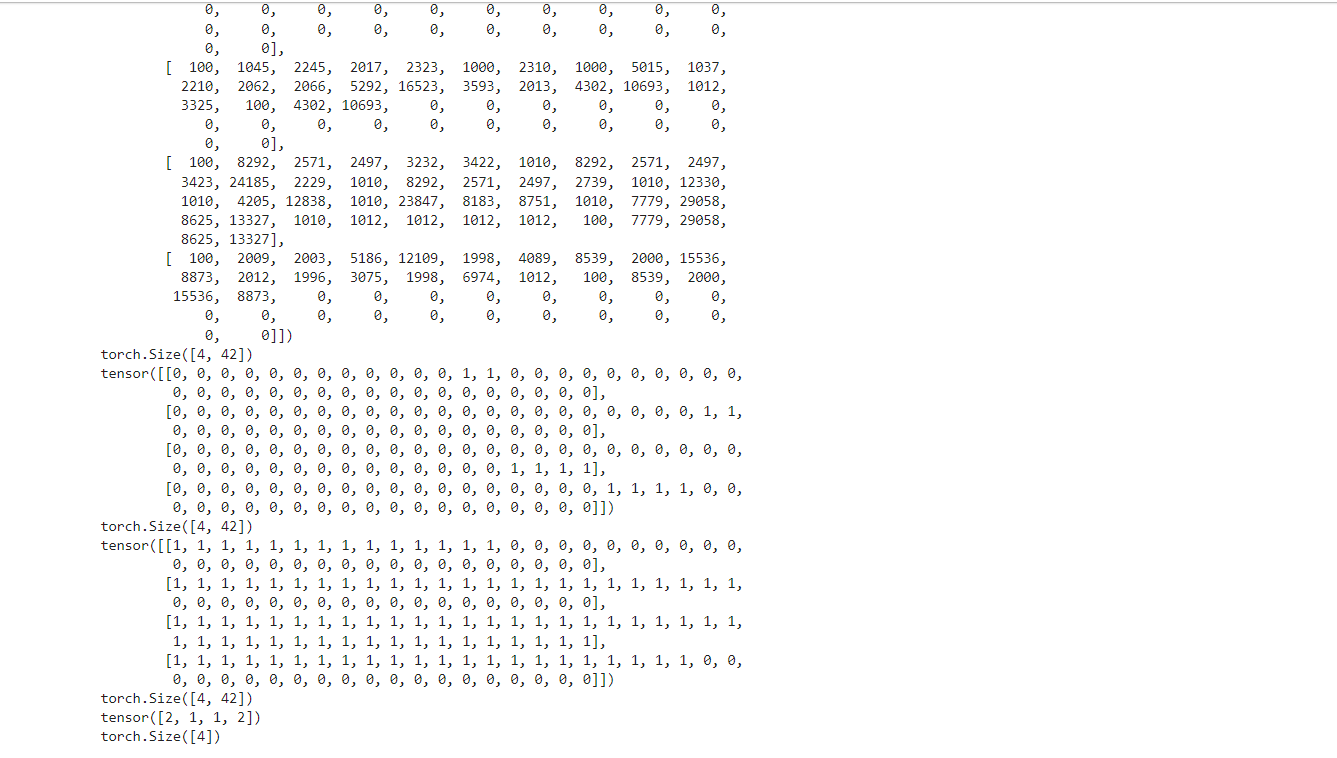 0, 0, 0, 0, 0, 0, 0, 0, 0, 0,
0, 0, 0, 0, 0, 0, 0, 0, 0, 0,
0, 0],
[ 100, 1045, 2245, 2017, 2323, 1000, 2310, 1000, 5015, 1037,
2210, 2062, 2066, 5292, 16523, 3593, 2013, 4302, 10693, 1012,
3325, 100, 4302, 10693, 0, 0, 0, 0, 0, 0,
0, 0, 0, 0, 0, 0, 0, 0, 0, 0,
0, 0],
[ 100, 8292, 2571, 2497, 3232, 3422, 1010, 8292, 2571, 2497,
3423, 24185, 2229, 1010, 8292, 2571, 2497, 2739, 1010, 12330,
1010, 4205, 12838, 1010, 23847, 8183, 8751, 1010, 7779, 29058,
8625, 13327, 1010, 1012, 1012, 1012, 1012, 100, 7779, 29058,
8625, 13327],
[ 100, 2009, 2003, 5186, 12109, 1998, 4089, 8539, 2000, 15536,
8873, 2012, 1996, 3075, 1998, 6974, 1012, 100, 8539, 2000,
15536, 8873, 0, 0, 0, 0, 0, 0, 0, 0,
0, 0, 0, 0, 0, 0, 0, 0, 0, 0,
0, 0]])
torch.Size([4, 42])
tensor([[0, 0, 0, 0, 0, 0, 0, 0, 0, 0, 0, 0, 1, 1, 0, 0, 0, 0, 0, 0, 0, 0, 0, 0,
0, 0, 0, 0, 0, 0, 0, 0, 0, 0, 0, 0, 0, 0, 0, 0, 0, 0],
[0, 0, 0, 0, 0, 0, 0, 0, 0, 0, 0, 0, 0, 0, 0, 0, 0, 0, 0, 0, 0, 0, 1, 1,
0, 0, 0, 0, 0, 0, 0, 0, 0, 0, 0, 0, 0, 0, 0, 0, 0, 0],
[0, 0, 0, 0, 0, 0, 0, 0, 0, 0, 0, 0, 0, 0, 0, 0, 0, 0, 0, 0, 0, 0, 0, 0,
0, 0, 0, 0, 0, 0, 0, 0, 0, 0, 0, 0, 0, 0, 1, 1, 1, 1],
[0, 0, 0, 0, 0, 0, 0, 0, 0, 0, 0, 0, 0, 0, 0, 0, 0, 0, 1, 1, 1, 1, 0, 0,
0, 0, 0, 0, 0, 0, 0, 0, 0, 0, 0, 0, 0, 0, 0, 0, 0, 0]])
torch.Size([4, 42])
tensor([[1, 1, 1, 1, 1, 1, 1, 1, 1, 1, 1, 1, 1, 1, 0, 0, 0, 0, 0, 0, 0, 0, 0, 0,
0, 0, 0, 0, 0, 0, 0, 0, 0, 0, 0, 0, 0, 0, 0, 0, 0, 0],
[1, 1, 1, 1, 1, 1, 1, 1, 1, 1, 1, 1, 1, 1, 1, 1, 1, 1, 1, 1, 1, 1, 1, 1,
0, 0, 0, 0, 0, 0, 0, 0, 0, 0, 0, 0, 0, 0, 0, 0, 0, 0],
[1, 1, 1, 1, 1, 1, 1, 1, 1, 1, 1, 1, 1, 1, 1, 1, 1, 1, 1, 1, 1, 1, 1, 1,
1, 1, 1, 1, 1, 1, 1, 1, 1, 1, 1, 1, 1, 1, 1, 1, 1, 1],
[1, 1, 1, 1, 1, 1, 1, 1, 1, 1, 1, 1, 1, 1, 1, 1, 1, 1, 1, 1, 1, 1, 0, 0,
0, 0, 0, 0, 0, 0, 0, 0, 0, 0, 0, 0, 0, 0, 0, 0, 0, 0]])
torch.Size([4, 42])
tensor([2, 1, 1, 2])
torch.Size([4])